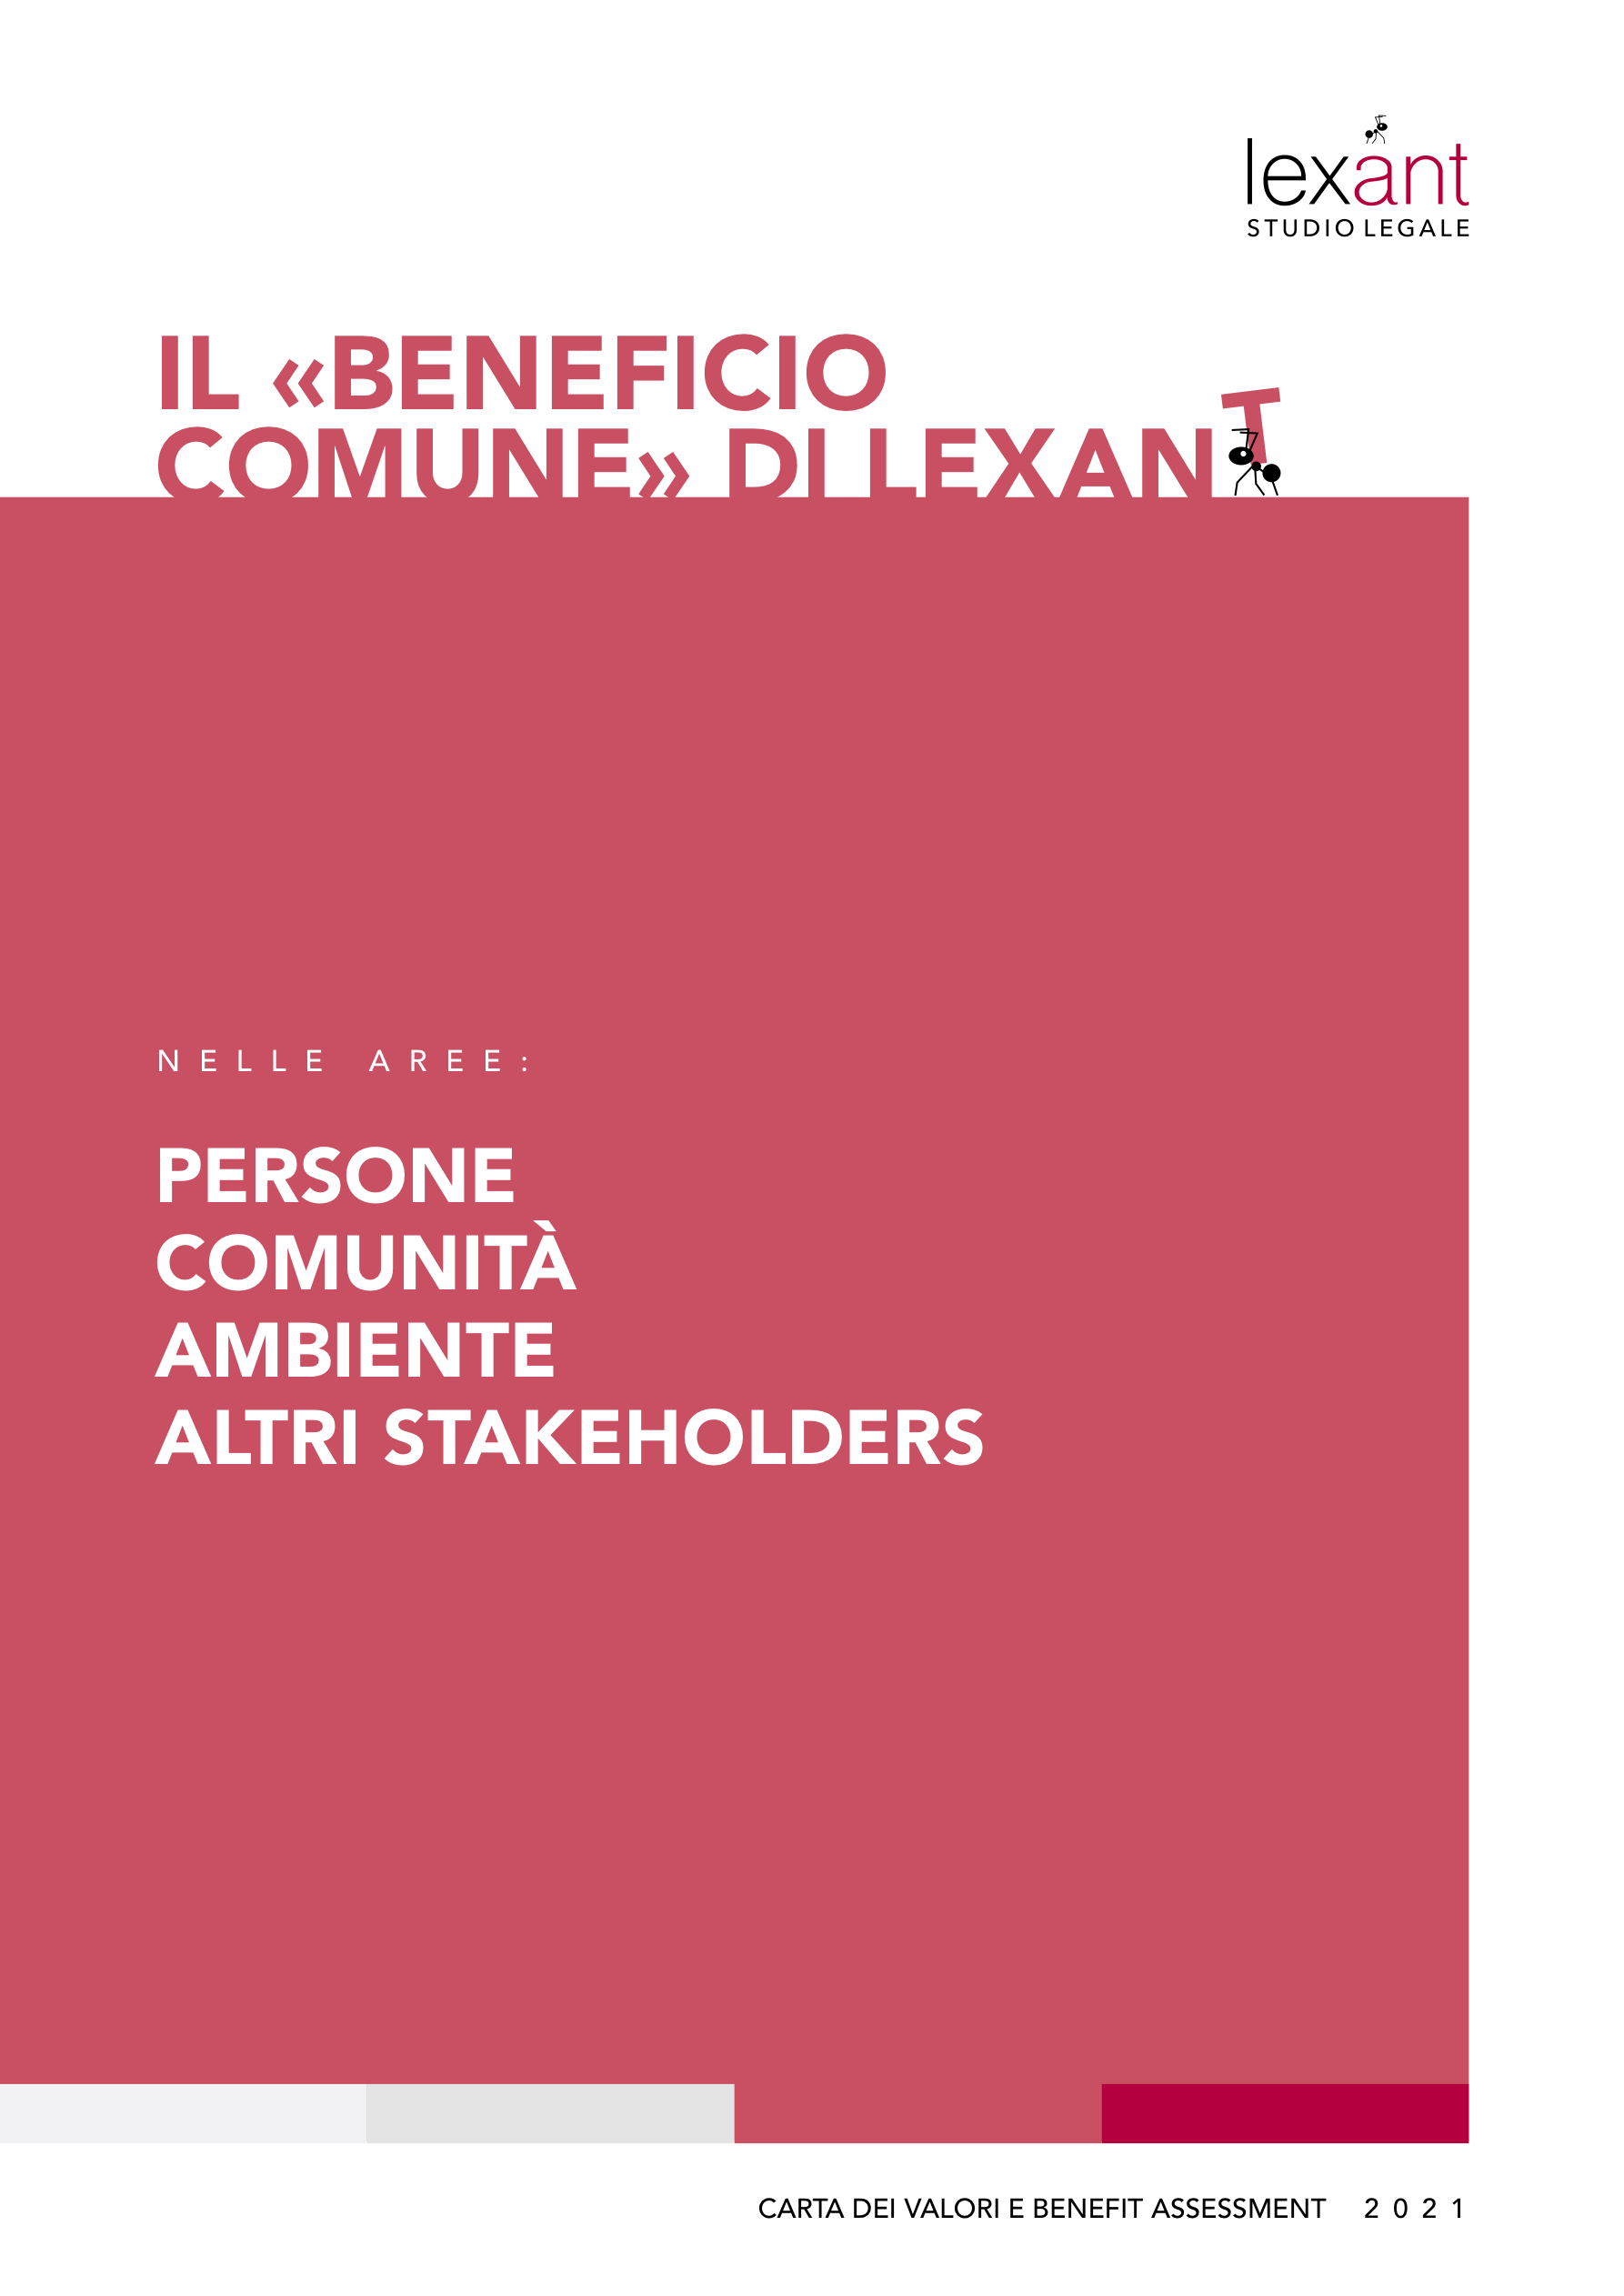 lexant
STUDIO LEGALE
IL «BENEFICIO
COMUNE» DI LEXANT
NELLE AREE:
PERSONE
COMUNITÀ
AMBIENTE
ALTRI STAKEHOLDERS
CARTA DEI VALORI E BENEFIT ASSESSMENT 2021